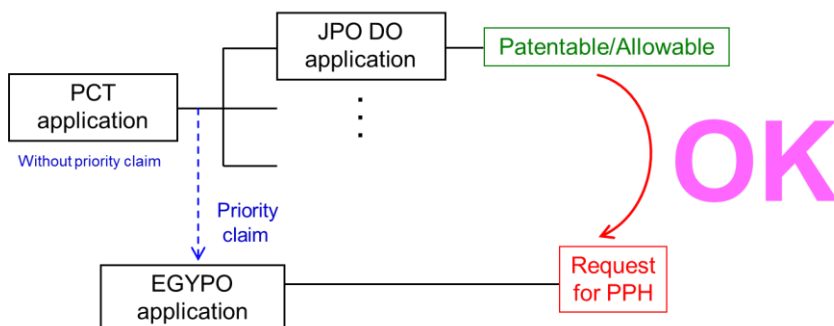 JPO DO
application
Patentable/Allowable
PCT
application
Without priority claim
OK
Priority
claim
EGYPO
application
Request
for PPH